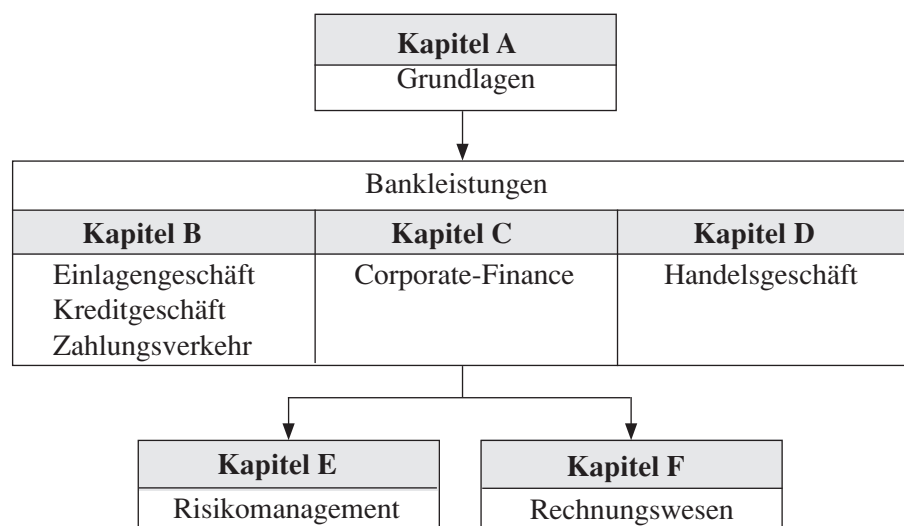 Kapitel A
Grundlagen
Bankleistungen
Kapitel B
Einlagengeschäft
Kreditgeschäft
Zahlungsverkehr
Kapitel C
Corporate-Finance
Kapitel D
Handelsgeschäft
Kapitel E
Risikomanagement
Kapitel F
Rechnungswesen